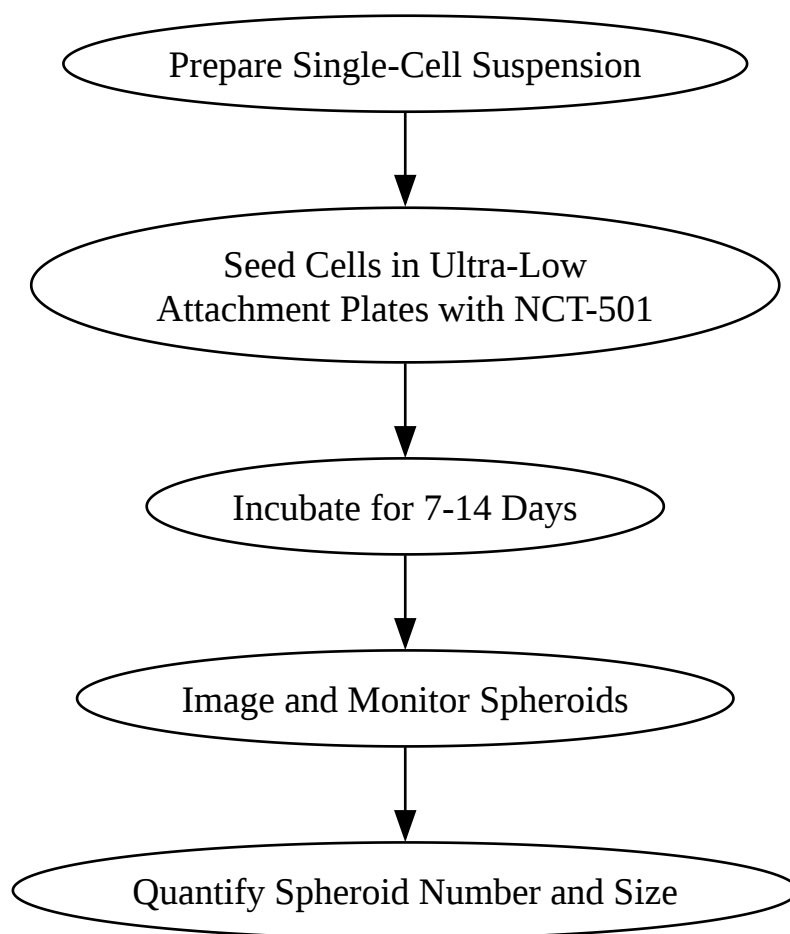 Prepare Single-Cell Suspension
Seed Cells in Ultra-Low
Attachment Plates with NCT-501
Incubate for 7-14 Days
Image and Monitor Spheroids
Quantify Spheroid Number and Size